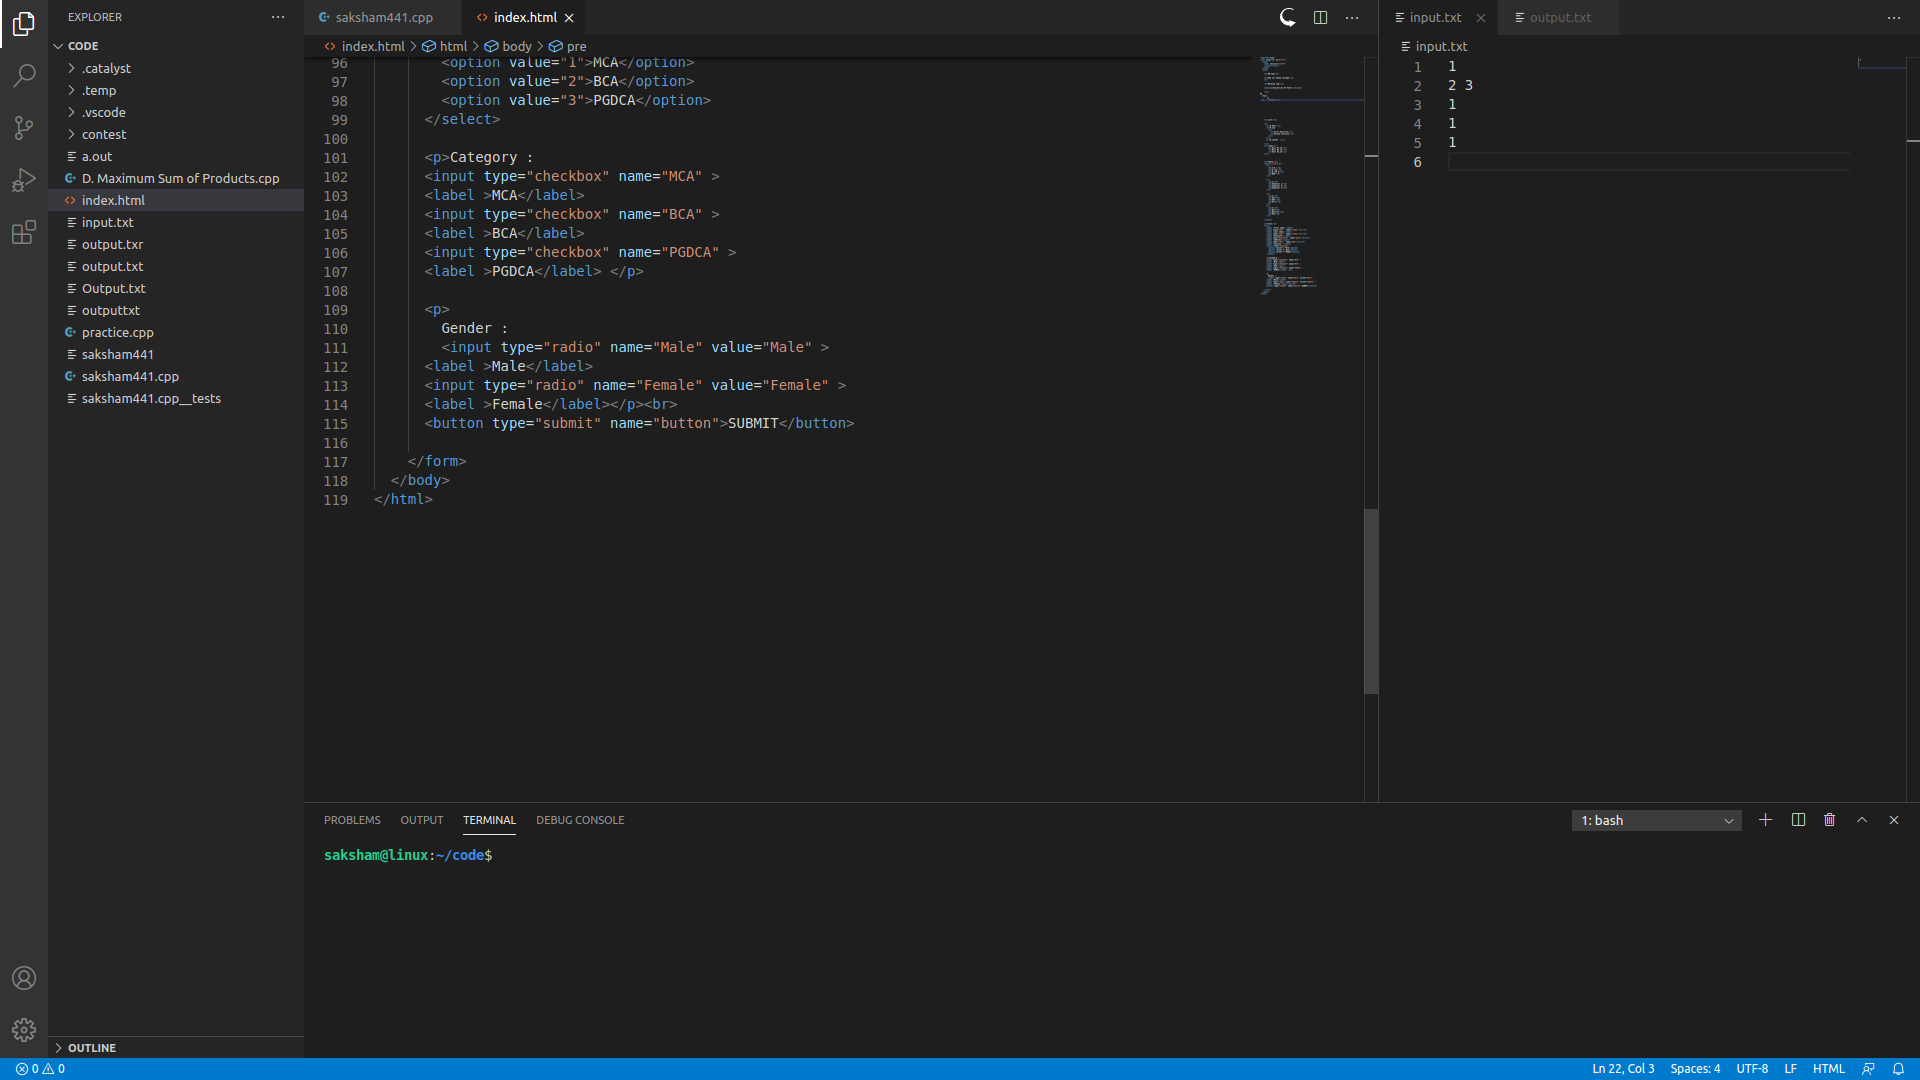 EXPLORER
CODE
.catalyst
.temp
.vscode
contest
a.out
D. Maximum Sum of Products.cpp
index.html
input.txt
output.txr
output.txt
Output.txt
outputtxt
practice.cpp
saksham441
saksham441.cpp
saksham441.cpp__tests
OUTLINE
saksham441.cpp
index.html
index.html > html > body > pre
96 <option value="1">MCA</option>
97 <option value="2">BCA</option>
98 <option value="3">PGDCA</option>
99 </select>
100
101 <p>Category :
102 <input type="checkbox" name="MCA" >
103 <label >MCA</label>
104 <input type="checkbox" name="BCA" >
105 <label >BCA</label>
106 <input type="checkbox" name="PGDCA" >
107 <label >PGDCA</label> </p>
108
109 <p>
110 Gender :
111 <input type="radio" name="Male" value="Male" >
112 <label >Male</label>
113 <input type="radio" name="Female" value="Female" >
114 <label >Female</label></p><br>
115 <button type="submit" name="button">SUBMIT</button>
116
117 </form>
118 </body>
119 </html>
input.txt
output.txt
input.txt
1 1
2 2 3
3 1
4 1
5 1
6
PROBLEMS
OUTPUT
TERMINAL
DEBUG CONSOLE
1: bash
saksham@linux:~/code$
0 0
Ln 22, Col 3
Spaces: 4
UTF-8
LF
HTML